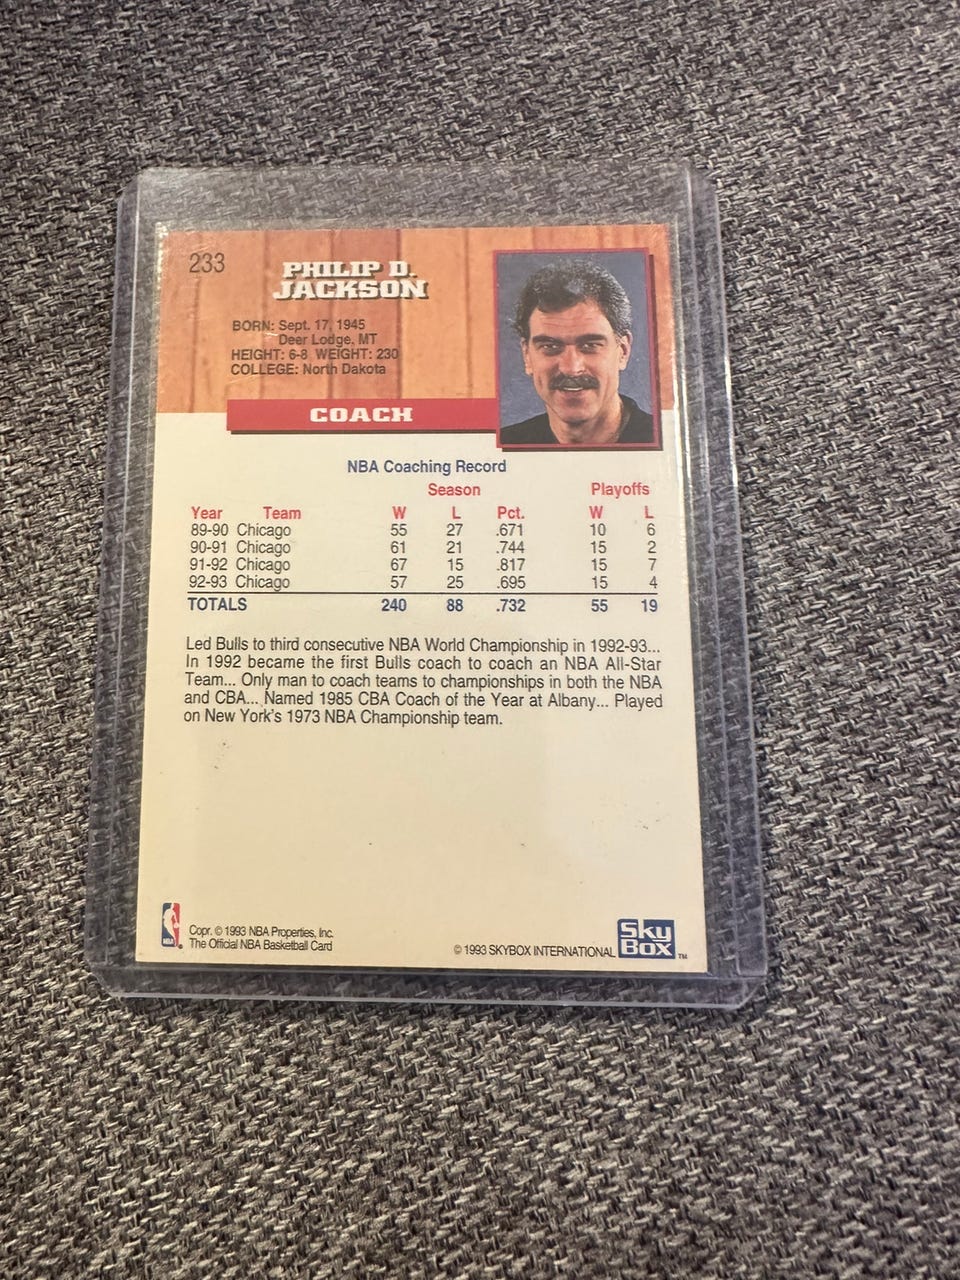 233
PHILIP D.
JACKSON
BORN: Sept. 17, 1945
Deer Lodge, MT
HEIGHT: 6-8 WEIGHT: 230
COLLEGE: North Dakota
COACH
NBA Coaching Record
Season Playoffs
Year Team W L Pct. W L
89-90 Chicago 55 27 .671 10 6
90-91 Chicago 61 21 .744 15 2
91-92 Chicago 67 15 .817 15 7
92-93 Chicago 57 25 .695 15 4
TOTALS 240 88 .732 55 19
Led Bulls to third consecutive NBA World Championship in 1992-93...
In 1992 became the first Bulls coach to coach an NBA All-Star
Team... Only man to coach teams to championships in both the NBA
and CBA... Named 1985 CBA Coach of the Year at Albany... Played
on New York's 1973 NBA Championship team.
NBA
Copr. © 1993 NBA Properties, Inc.
The Official NBA Basketball Card
© 1993 SKYBOX INTERNATIONAL
Sky
BOX TM